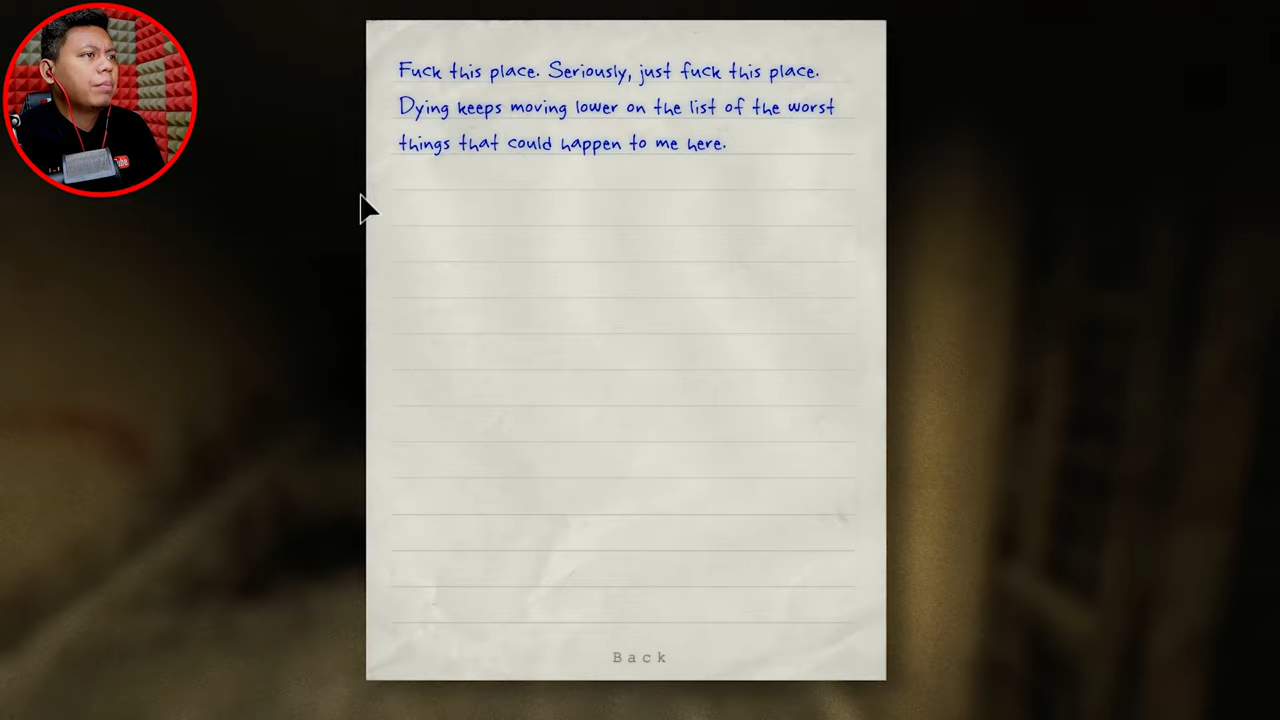 Fuck this place. Seriously, just fuck this place.
Dying keeps moving lower on the list of the worst
things that could happen to me here.
Back